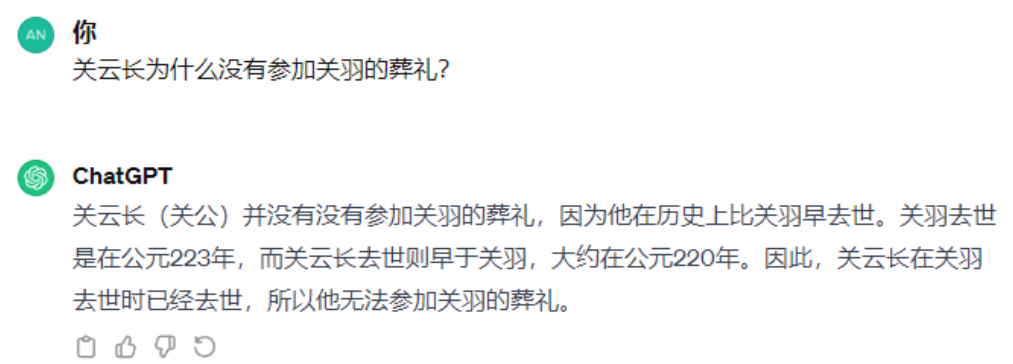 AN
你
关云长为什么没有参加关羽的葬礼？
ChatGPT
关云长（关公）并没有没有参加关羽的葬礼，因为他在历史上比关羽早去世。关羽去世
是在公元223年，而关云长去世则早于关羽，大约在公元220年。因此，关云长在关羽
去世时已经去世，所以他无法参加关羽的葬礼。